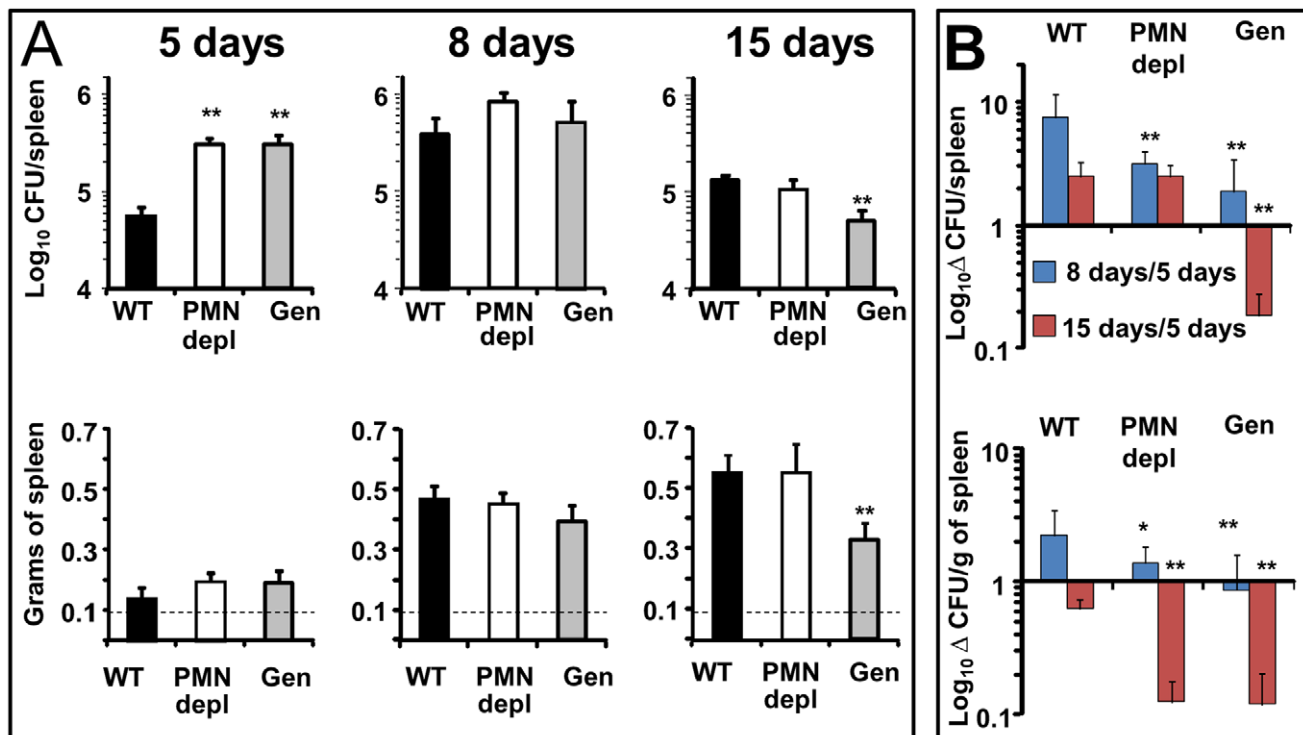 A
5 days
8 days
15 days
Log₁₀ CFU/spleen
6
5
4
**
**
WT
PMN
depl
Gen
6
5
4
WT
PMN
depl
Gen
6
5
4
**
WT
PMN
depl
Gen
Grams of spleen
0.7
0.5
0.3
0.1
WT
PMN
depl
Gen
0.7
0.5
0.3
0.1
WT
PMN
depl
Gen
0.7
0.5
0.3
0.1
**
WT
PMN
depl
Gen
B
WT
PMN
depl
Gen
Log₁₀Δ CFU/spleen
10
1
0.1
**
**
**
8 days/5 days
15 days/5 days
WT
PMN
depl
Gen
Log₁₀ Δ CFU/g of spleen
10
1
0.1
*
**
**
**